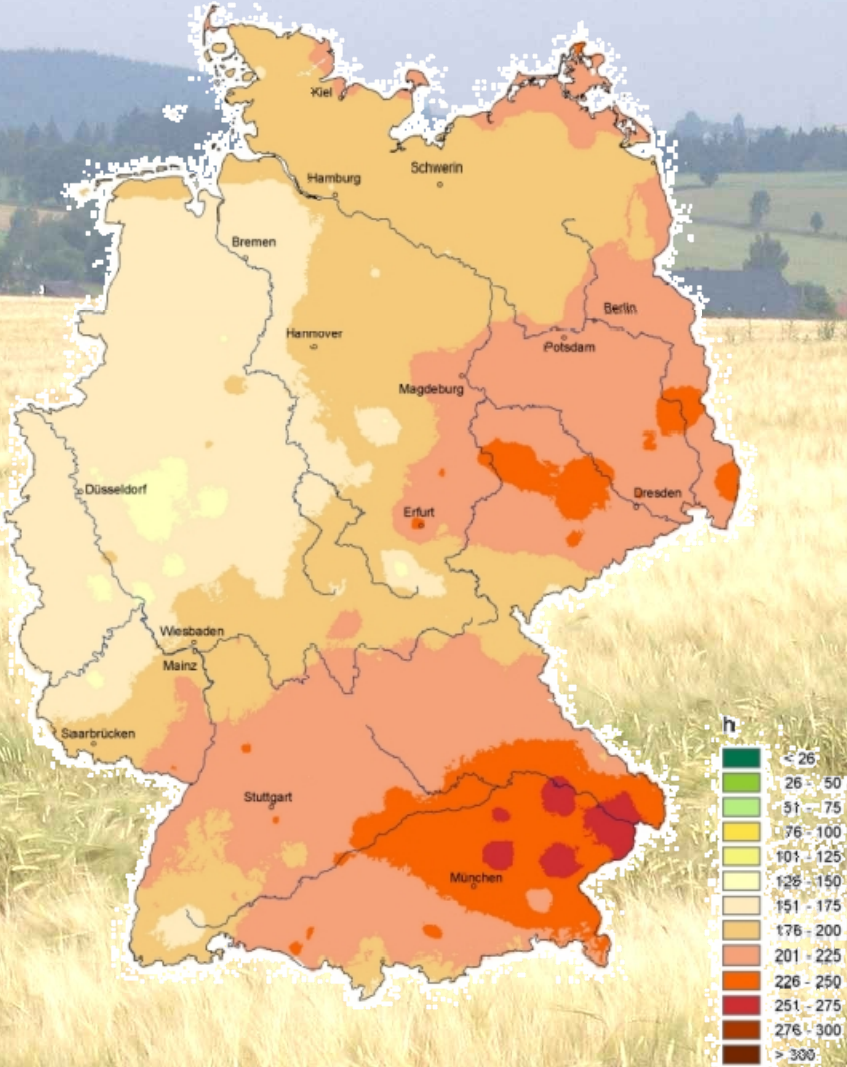 Kiel
Schwerin
Hamburg
Bremen
Berlin
Hannover
Potsdam
Magdeburg
Düsseldorf
Dresden
Erfurt
Wiesbaden
Mainz
Saarbrücken
Stuttgart
München
h
< 26
26 - 50
51 - 75
76 - 100
101 - 125
126 - 150
151 - 175
176 - 200
201 - 225
226 - 250
251 - 275
276 - 300
> 300